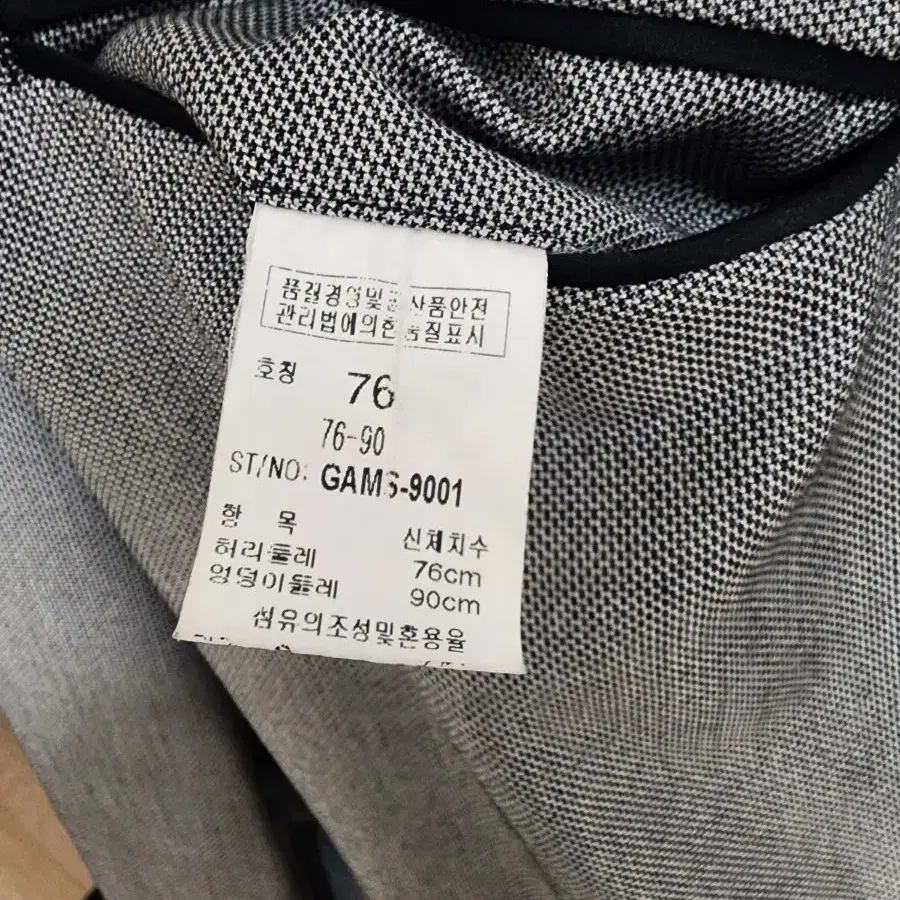 품질경영및공산품안전
관리법에의한품질표시
호칭 76
76-90
ST/NO: GAMS-9001
항 목 신체치수
허리둘레 76cm
엉덩이둘레 90cm
섬유의조성및혼용율